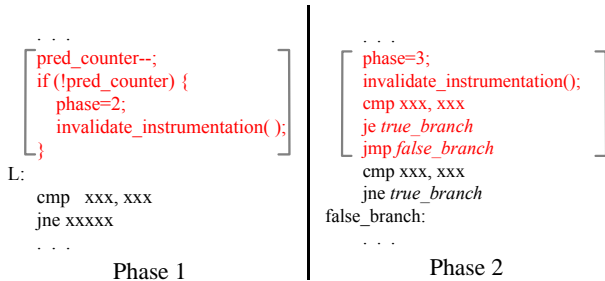 . . .
pred_counter--;
if (!pred_counter) {
phase=2;
invalidate_instrumentation( );
}
L:
cmp xxx, xxx
jne xxxxx
. . .
Phase 1
. . .
phase=3;
invalidate_instrumentation();
cmp xxx, xxx
je true_branch
jmp false_branch
cmp xxx, xxx
jne true_branch
false_branch:
. . .
Phase 2